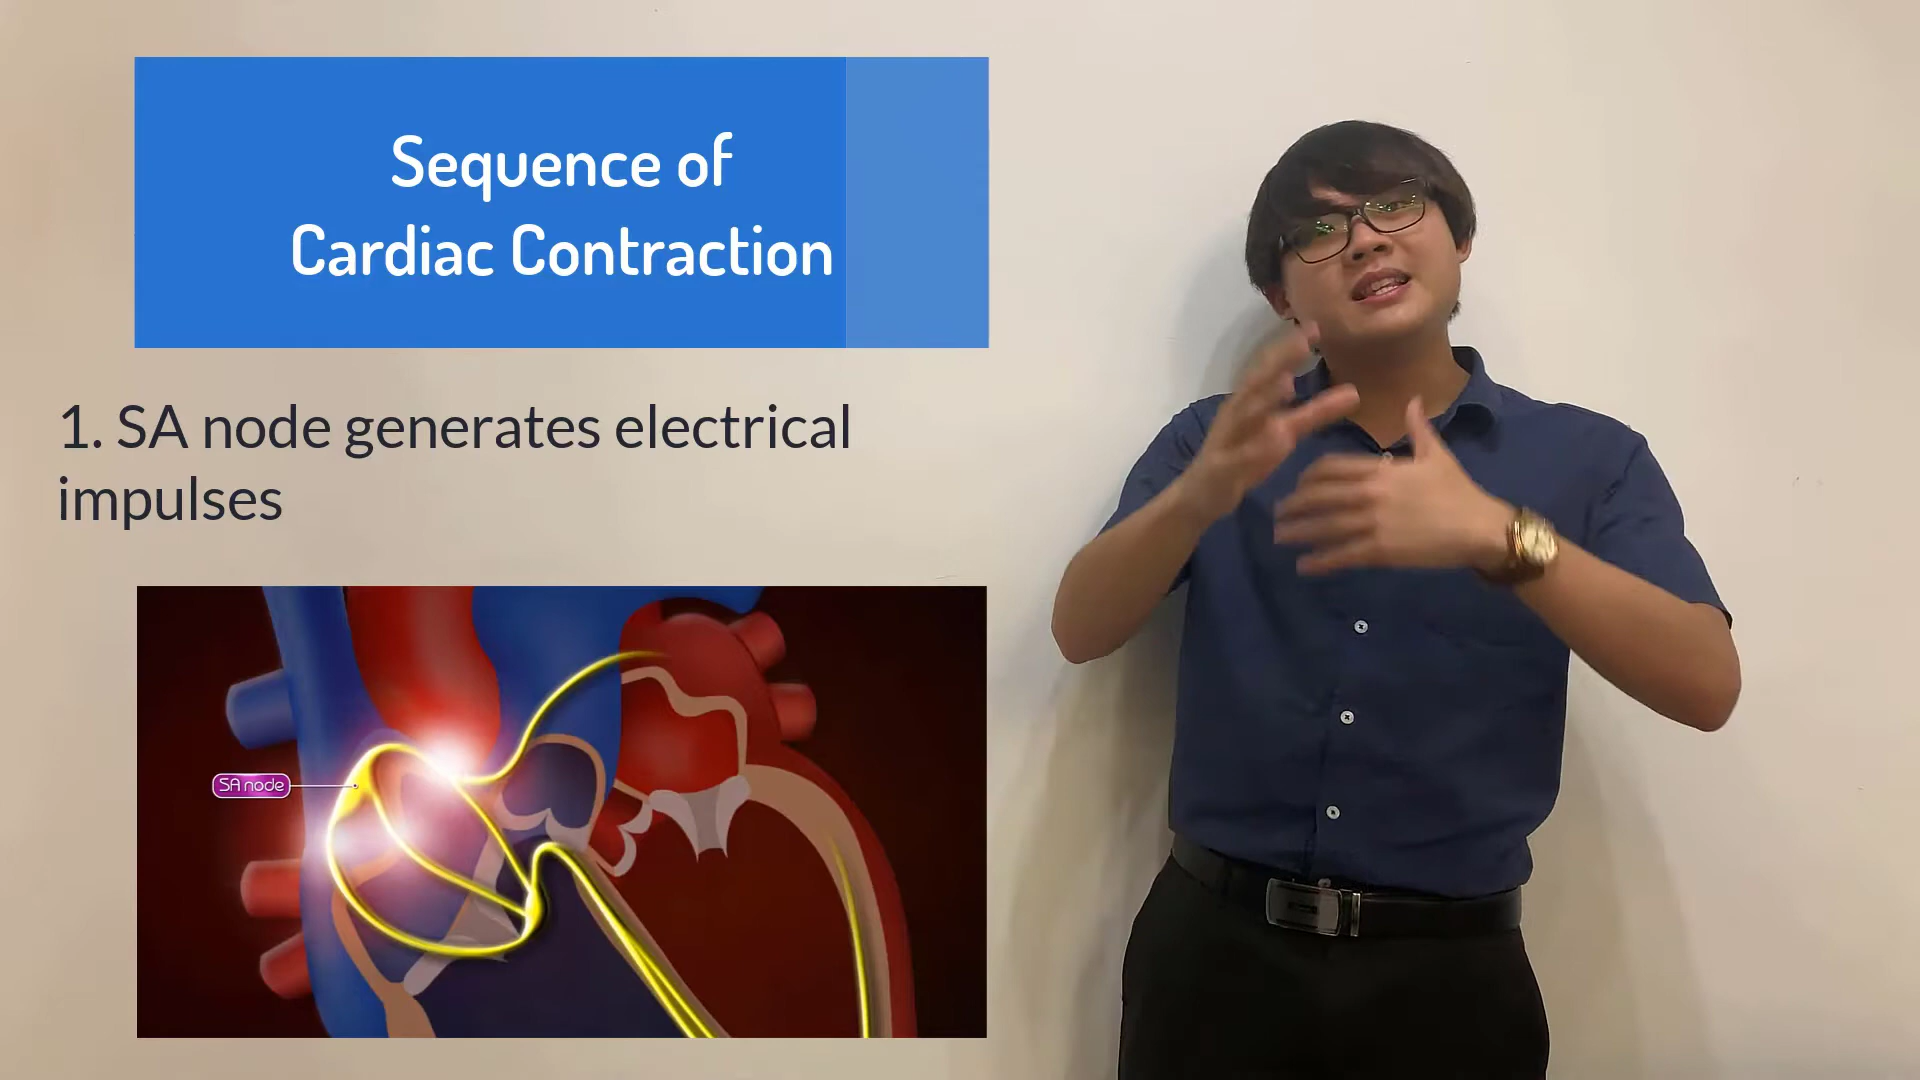 Sequence of
Cardiac Contraction
1. SA node generates electrical
impulses
SA node